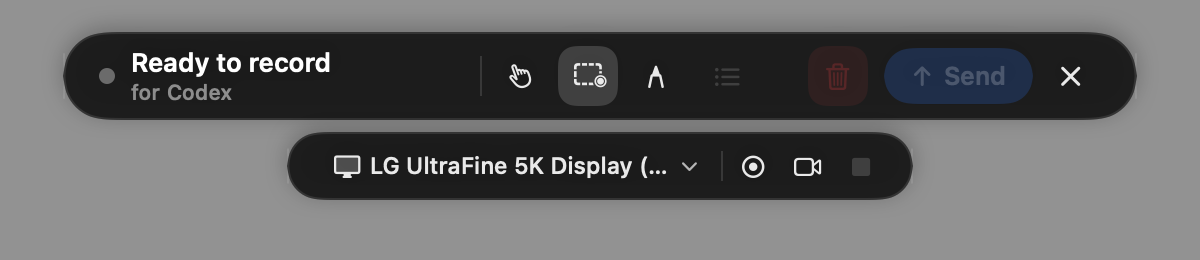 Ready to record
for Codex
Send
LG UltraFine 5K Display (...